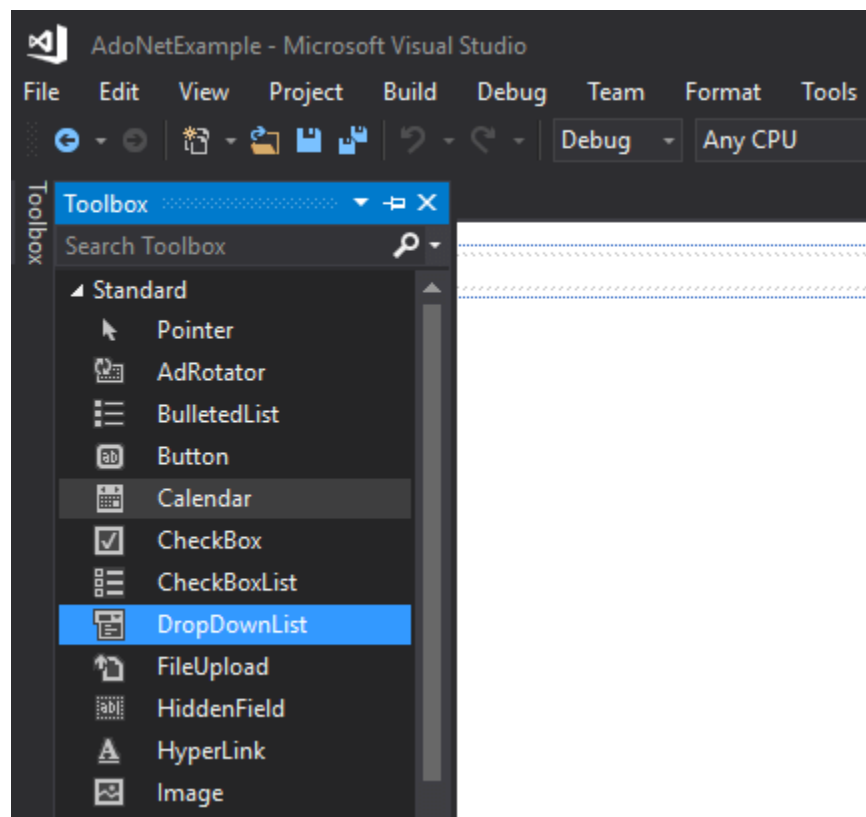 AdoNetExample - Microsoft Visual Studio
File Edit View Project Build Debug Team Format Tools
Debug Any CPU
Toolbox
Toolbox
Search Toolbox
Standard
Pointer
AdRotator
BulletedList
Button
Calendar
CheckBox
CheckBoxList
DropDownList
FileUpload
HiddenField
HyperLink
Image